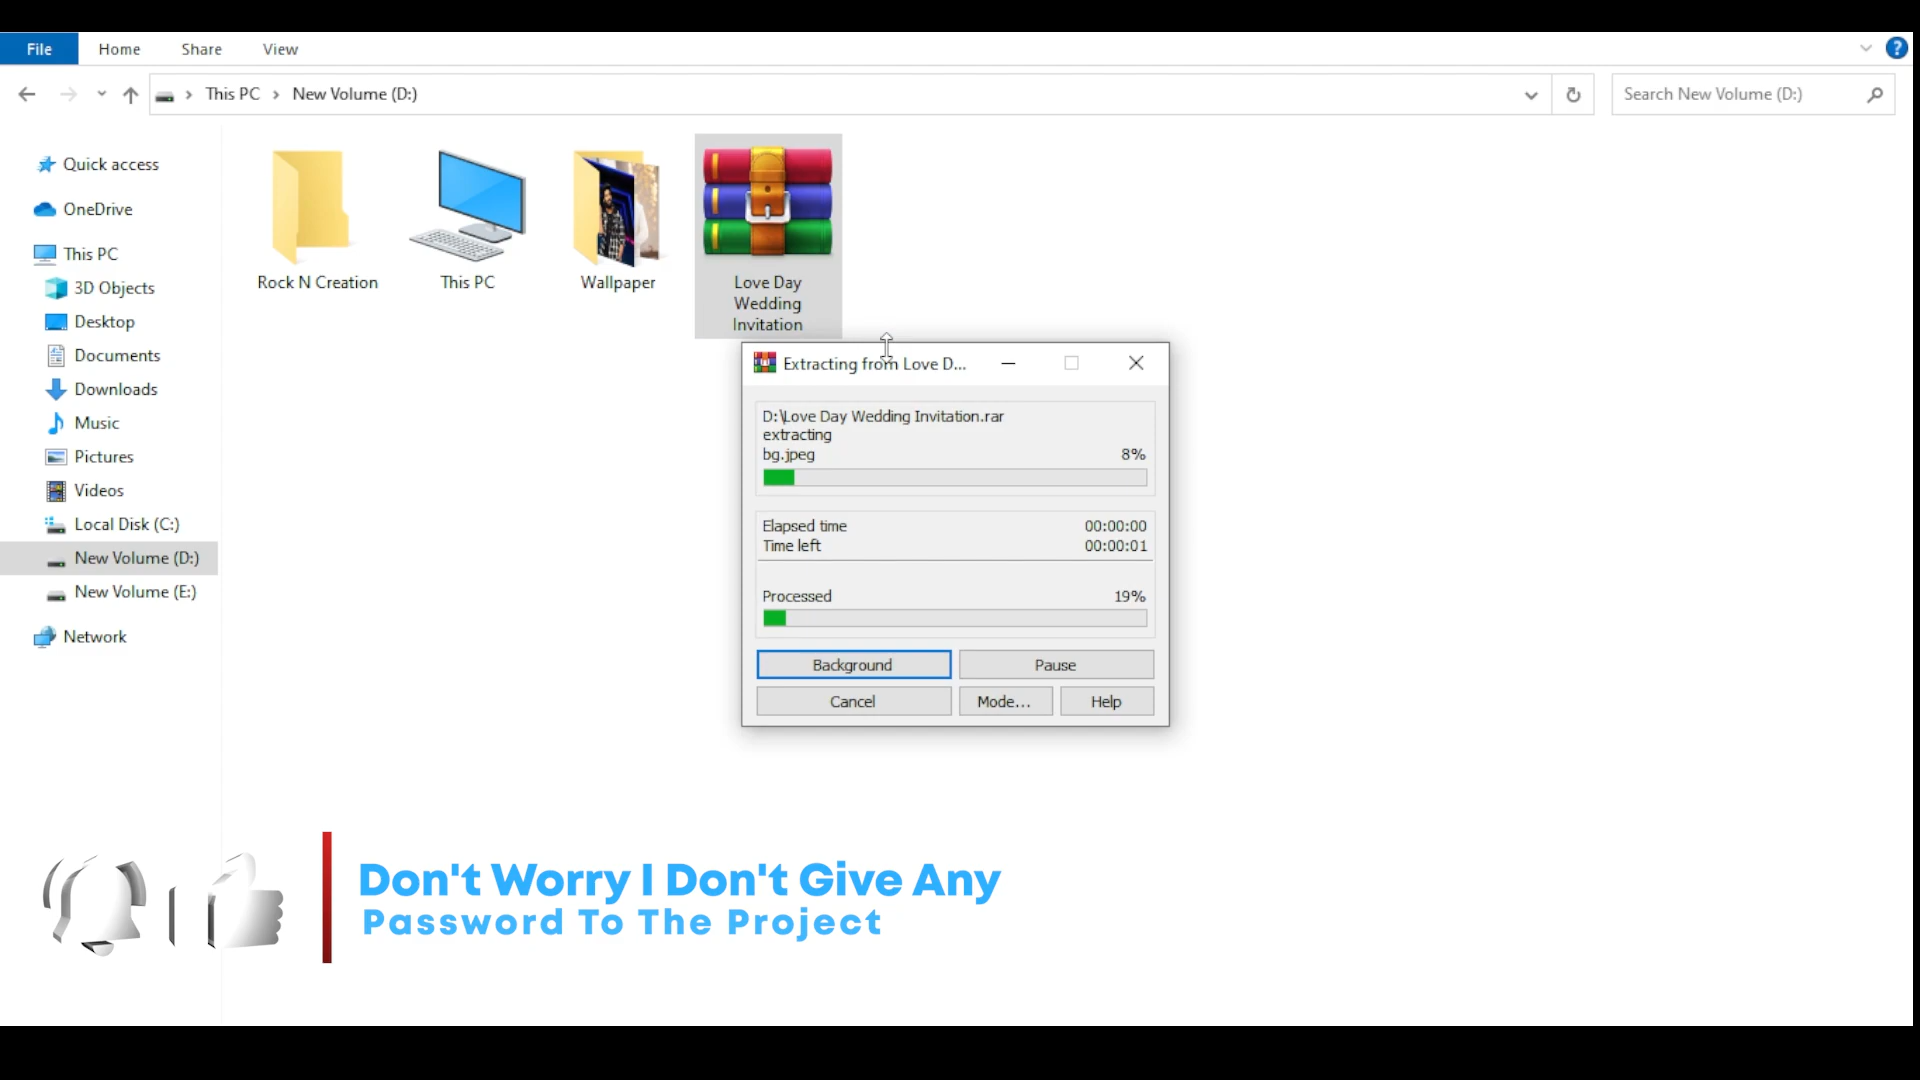 File Home Share View
This PC > New Volume (D:)
Search New Volume (D:)
Quick access
OneDrive
This PC
3D Objects
Desktop
Documents
Downloads
Music
Pictures
Videos
Local Disk (C:)
New Volume (D:)
New Volume (E:)
Network
Rock N Creation
This PC
Wallpaper
Love Day
Wedding
Invitation
Extracting from Love D...
D:\Love Day Wedding Invitation.rar
extracting
bg.jpeg 8%
Elapsed time 00:00:00
Time left 00:00:01
Processed 19%
Background Pause
Cancel Mode... Help
Don't Worry I Don't Give Any
Password To The Project